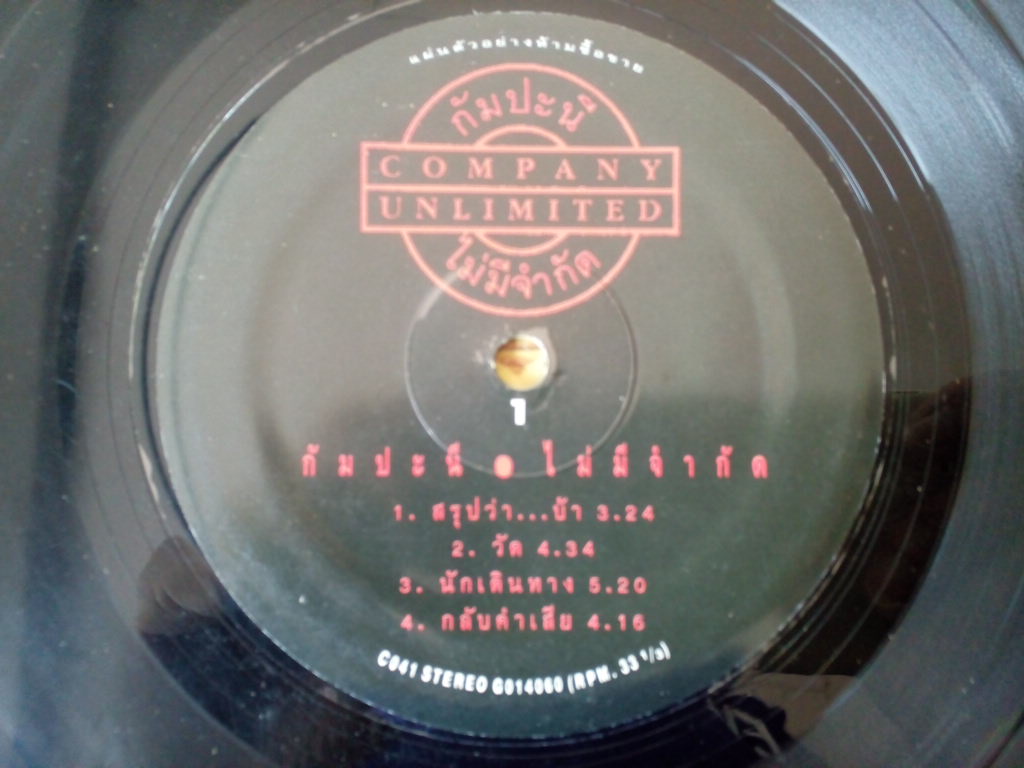 แผ่นตัวอย่างห้ามซื้อขาย
กัมปะนี
COMPANY
UNLIMITED
ไม่มีจำกัด
1
กัมปะนี ● ไม่มีจำกัด
1. สรุปว่า...บ้า 3.24
2. วัด 4.34
3. นักเดินทาง 5.20
4. กลับคำเสีย 4.16
C041 STEREO G014060 (RPM. 33 1/3)